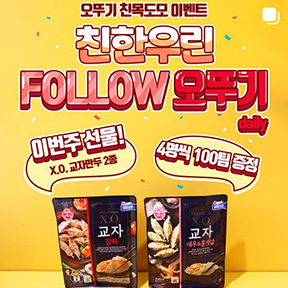 오뚜기 친목도모 이벤트
친한우린
FOLLOW 오뚜기
daily
이번주 선물!
X.O. 교자만두 2종
4명씩 100팀 증정
X.O.
교자
김치
X.O.
교자
새우&홍게살